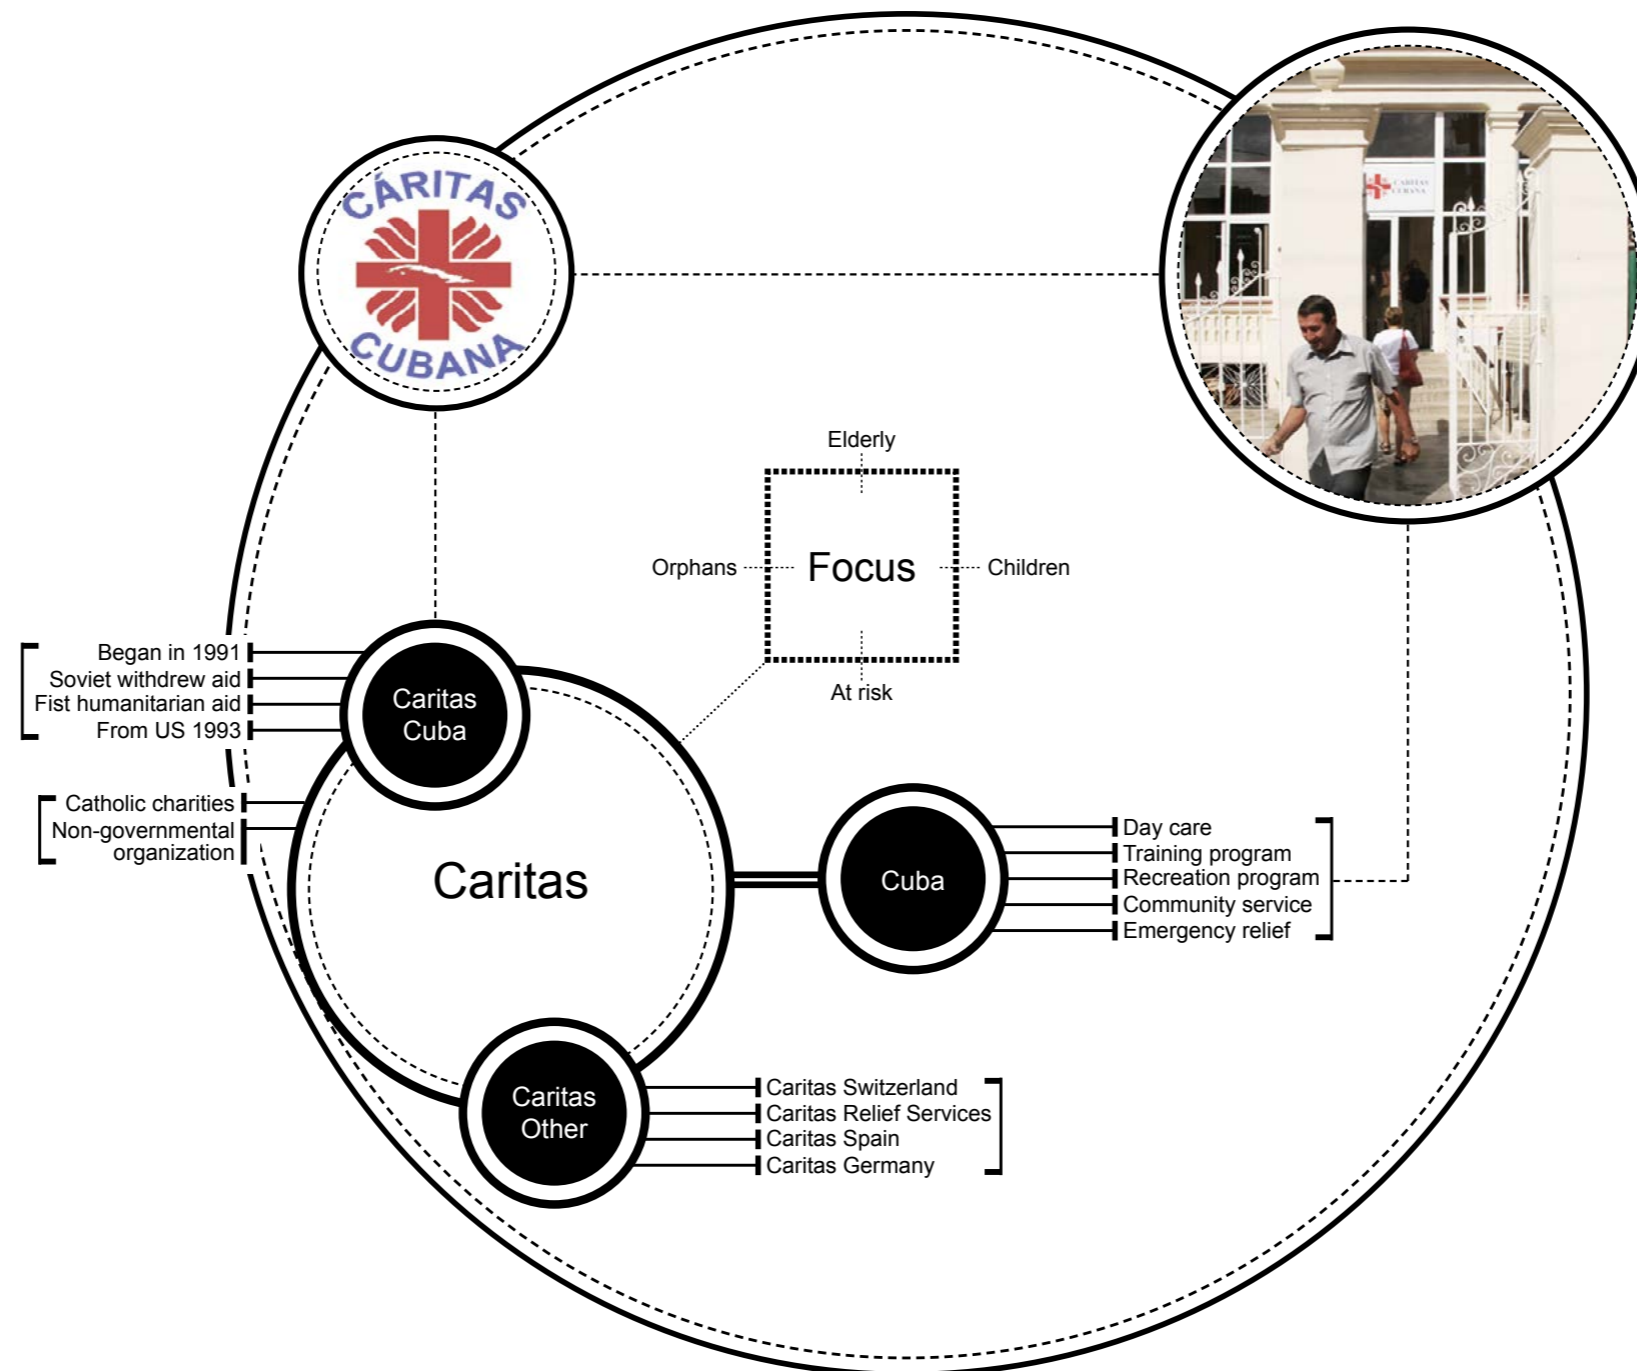 CÁRITAS
CUBANA
CARITAS
CUBANA
Elderly
Orphans
Focus
Children
At risk
Began in 1991
Soviet withdrew aid
Fist humanitarian aid
From US 1993
Caritas
Cuba
Catholic charities
Non-governmental
organization
Caritas
Cuba
Day care
Training program
Recreation program
Community service
Emergency relief
Caritas
Other
Caritas Switzerland
Caritas Relief Services
Caritas Spain
Caritas Germany